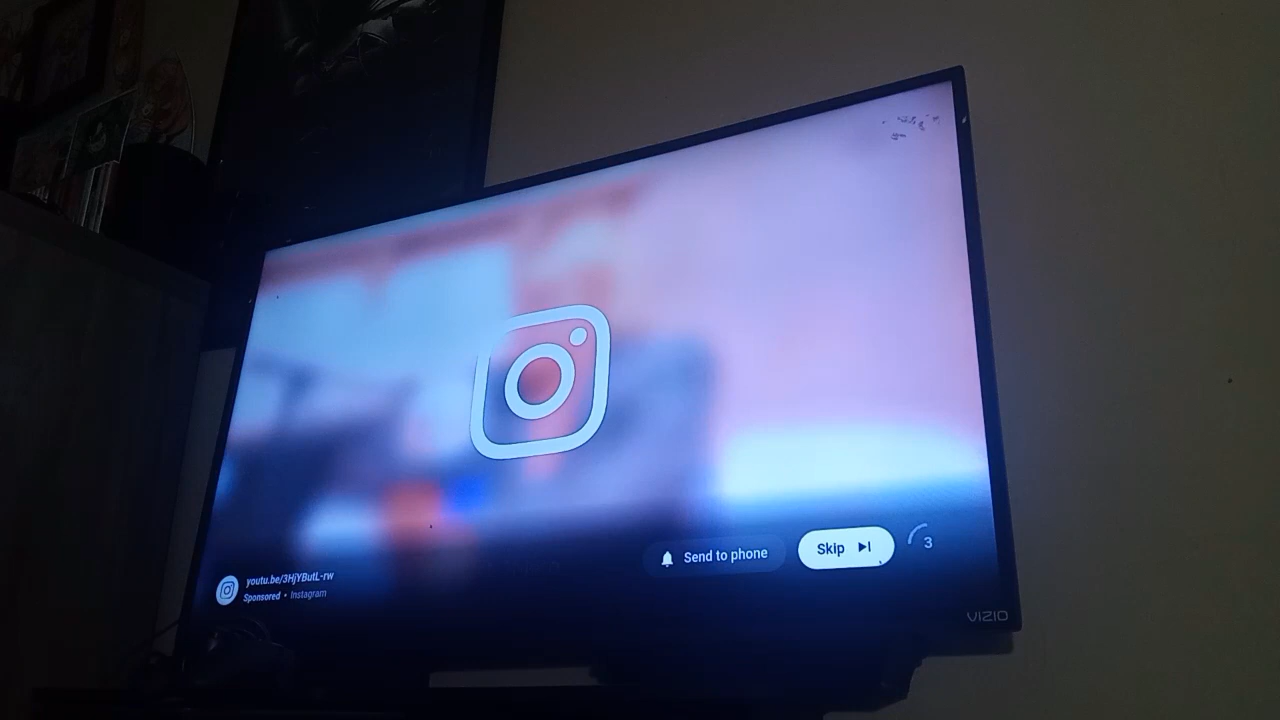 youtu.be/3HjYButL-rw
Sponsored • Instagram
Send to phone
Skip
3
VIZIO